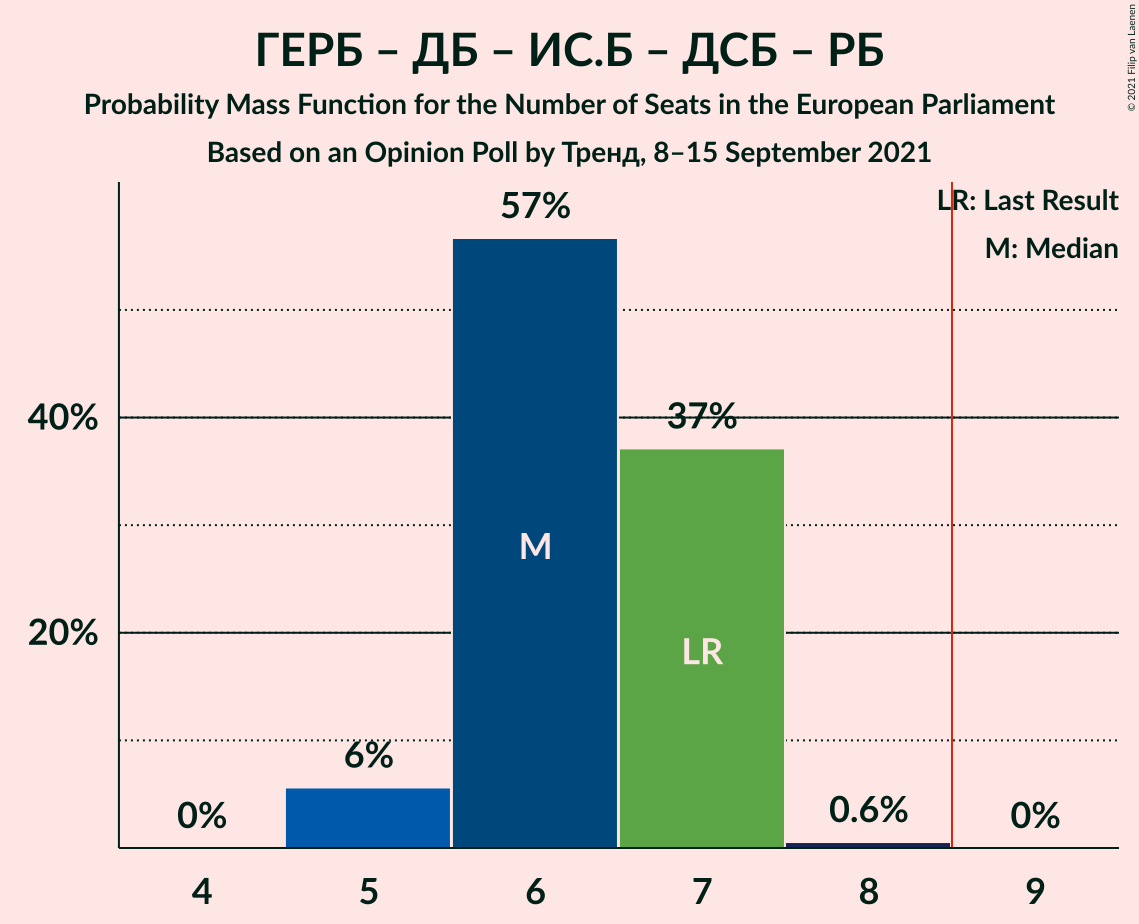 ГЕРБ – ДБ – ИС.Б – ДСБ – РБ
Probability Mass Function for the Number of Seats in the European Parliament
Based on an Opinion Poll by Тренд, 8–15 September 2021
© 2021 Filip van Laenen
LR: Last Result
M: Median
57%
40%
37%
M
20%
LR
0%
6%
0.6%
0%
4
5
6
7
8
9